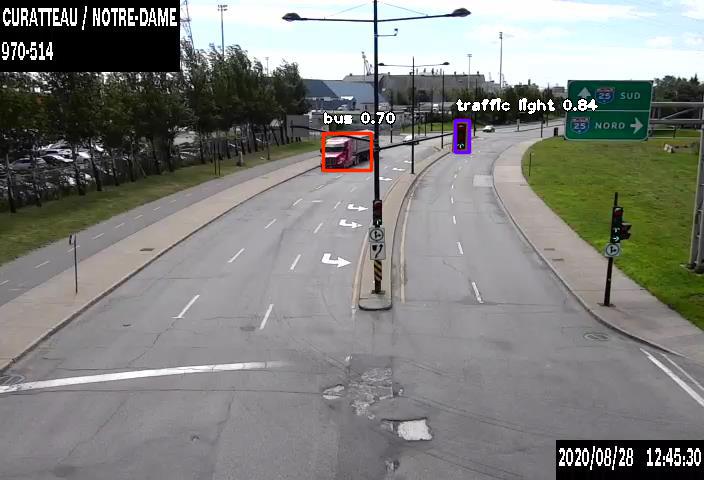 CURATTEAU / NOTRE-DAME
970-514
bus 0.70
traffic light 0.84
25 SUD
25 NORD
2020/08/28 12:45:30